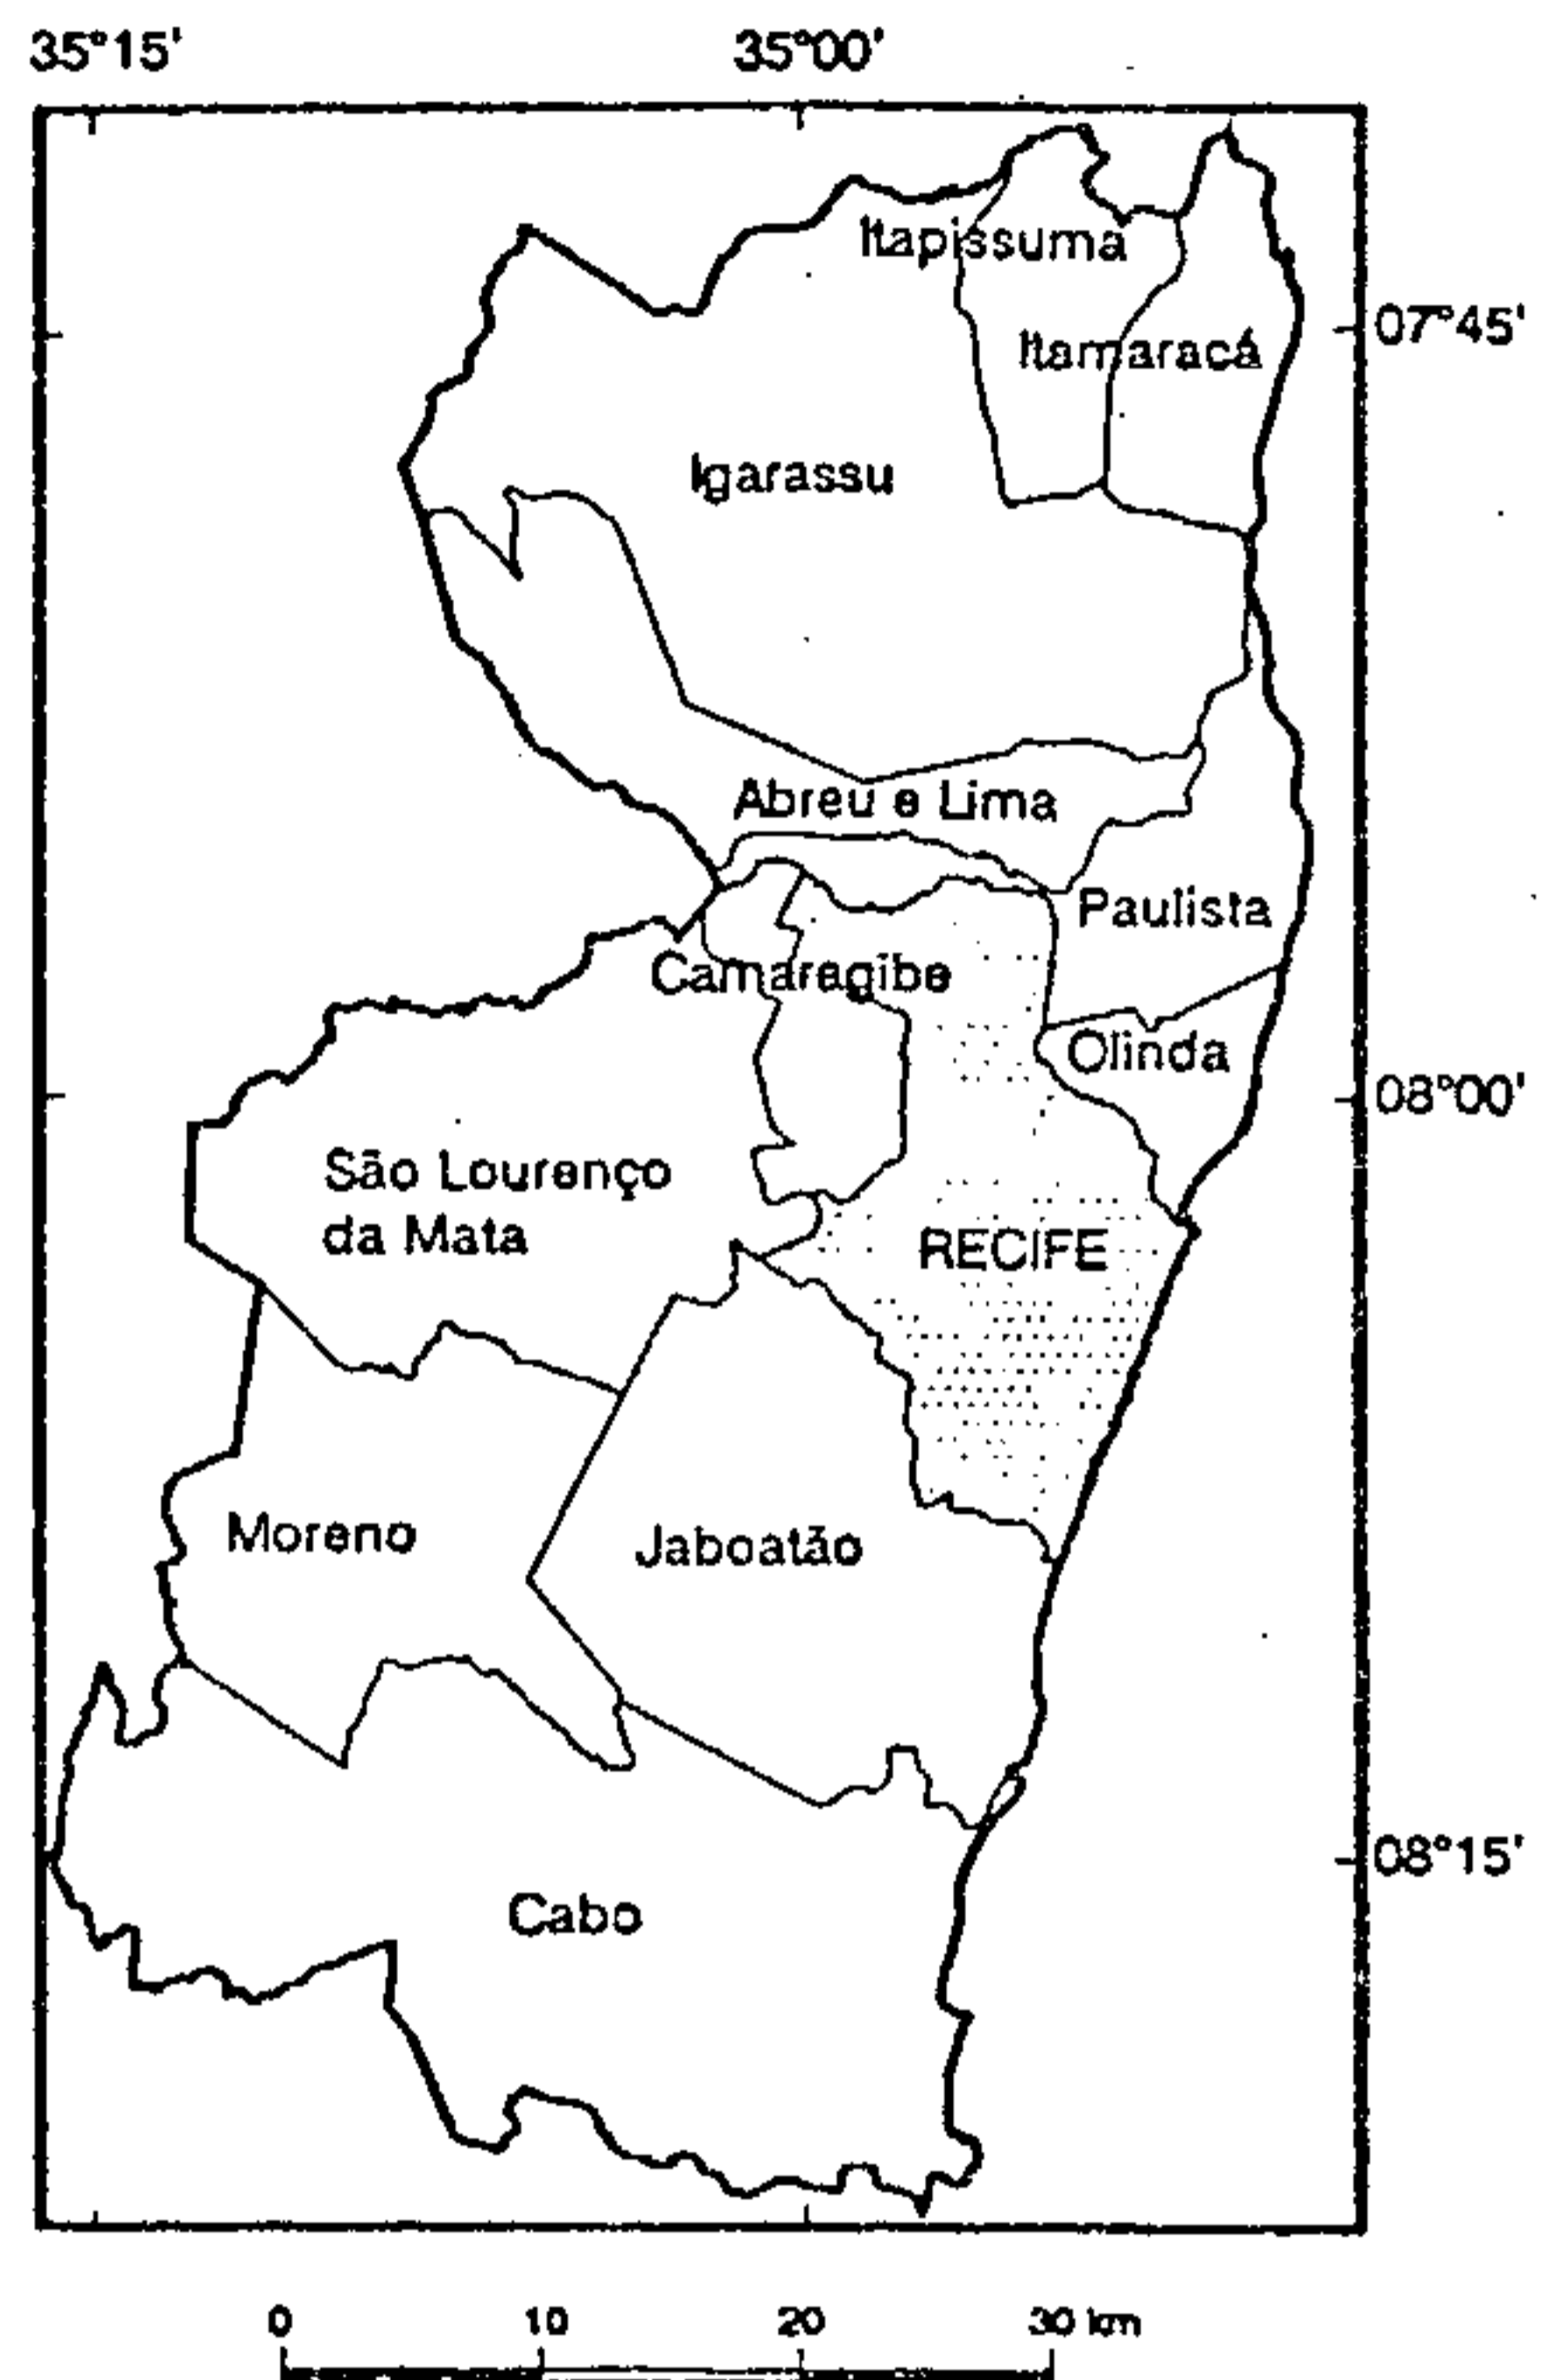 35°15' 35°00'
Itapissuma
07°45'
Itamaracá
Igarassu
Abreu e Lima
Paulista
Camaragibe
Olinda
08°00'
São Lourenço
da Mata
RECIFE
Moreno
Jaboatão
08°15'
Cabo
0 10 20 30 km